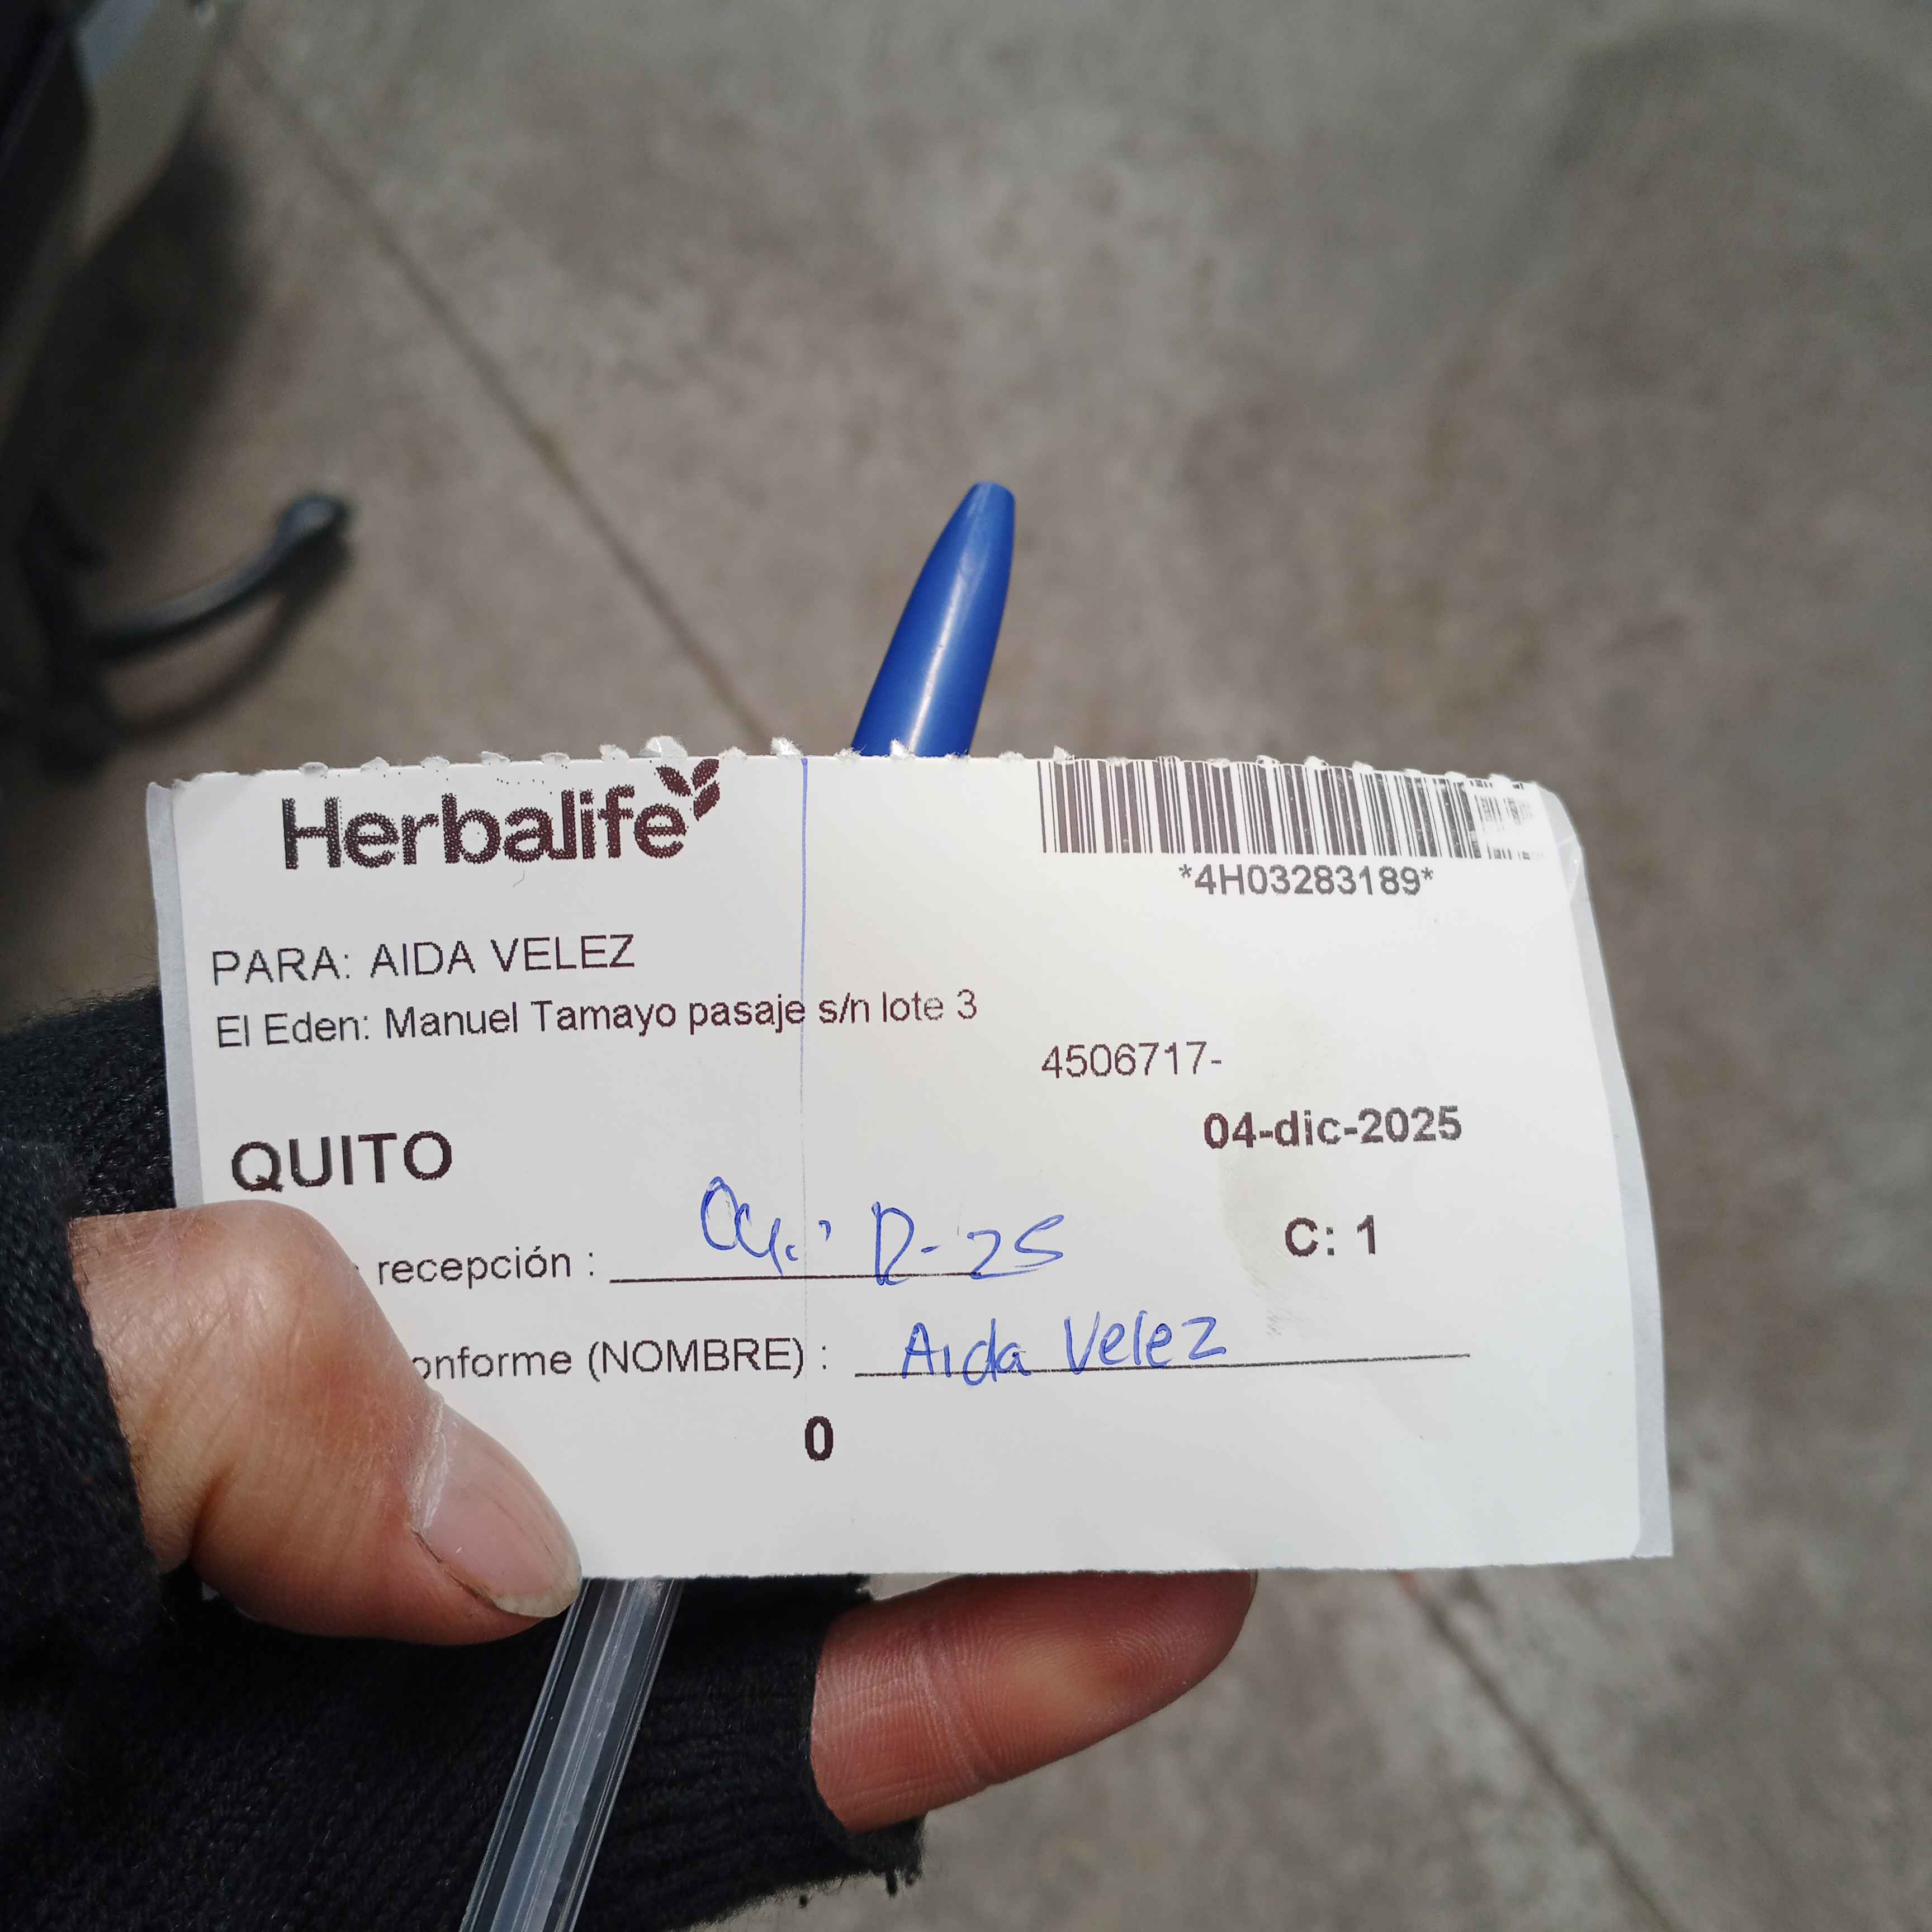 Herbalife
*4H03283189*
PARA: AIDA VELEZ
El Eden: Manuel Tamayo pasaje s/n lote 3
4506717-
04-dic-2025
QUITO
C: 1
recepción :
onforme (NOMBRE) : Aida Velez
0